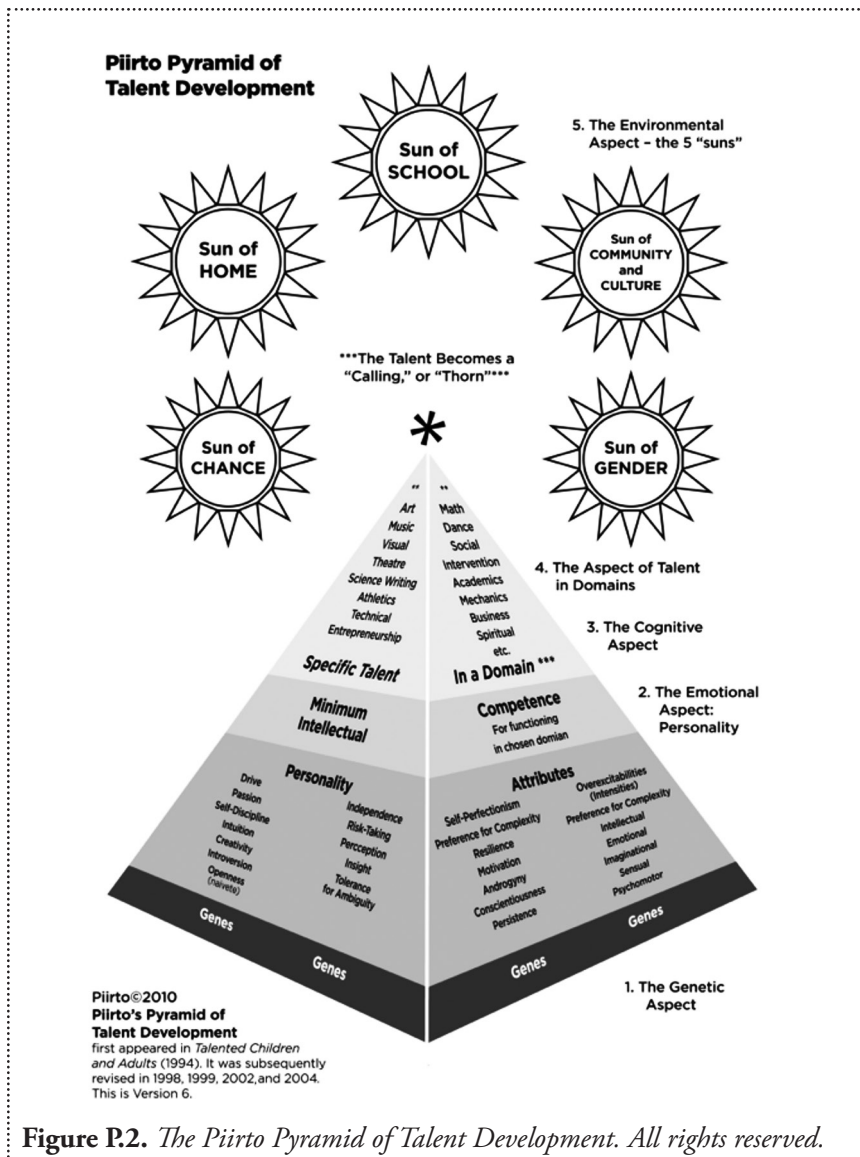 Piirto Pyramid of
Talent Development
Sun of
SCHOOL
5. The Environmental
Aspect – the 5 "suns"
Sun of
HOME
Sun of
COMMUNITY
and
CULTURE
***The Talent Becomes a
"Calling," or "Thorn"***
*
Sun of
CHANCE
Sun of
GENDER
"
Art
Music
Visual
Theatre
Science Writing
Athletics
Technical
Entrepreneurship
Specific Talent
"
Math
Dance
Social
Intervention
Academics
Mechanics
Business
Spiritual
etc.
In a Domain ***
4. The Aspect of Talent
in Domains
3. The Cognitive
Aspect
2. The Emotional
Aspect:
Personality
Minimum
Intellectual
Competence
For functioning
in chosen domian
Personality
Drive
Passion
Self-Discipline
Intuition
Creativity
Introversion
Openness
(naivete)
Independence
Risk-Taking
Percception
Insight
Tolerance
for Ambiguity
Attributes
Self-Perfectionism
Preference for Complexity
Resilience
Motivation
Androgyny
Conscientiousness
Persistence
Overexcitabilities
(Intensities)
Preference for Complexity
Intellectual
Emotional
Imaginational
Sensual
Psychomotor
Genes
Genes
Genes
Genes
1. The Genetic
Aspect
Piirto©2010
Piirto's Pyramid of
Talent Development
first appeared in Talented Children
and Adults (1994). It was subsequently
revised in 1998, 1999, 2002,and 2004.
This is Version 6.
Figure P.2. The Piirto Pyramid of Talent Development. All rights reserved.